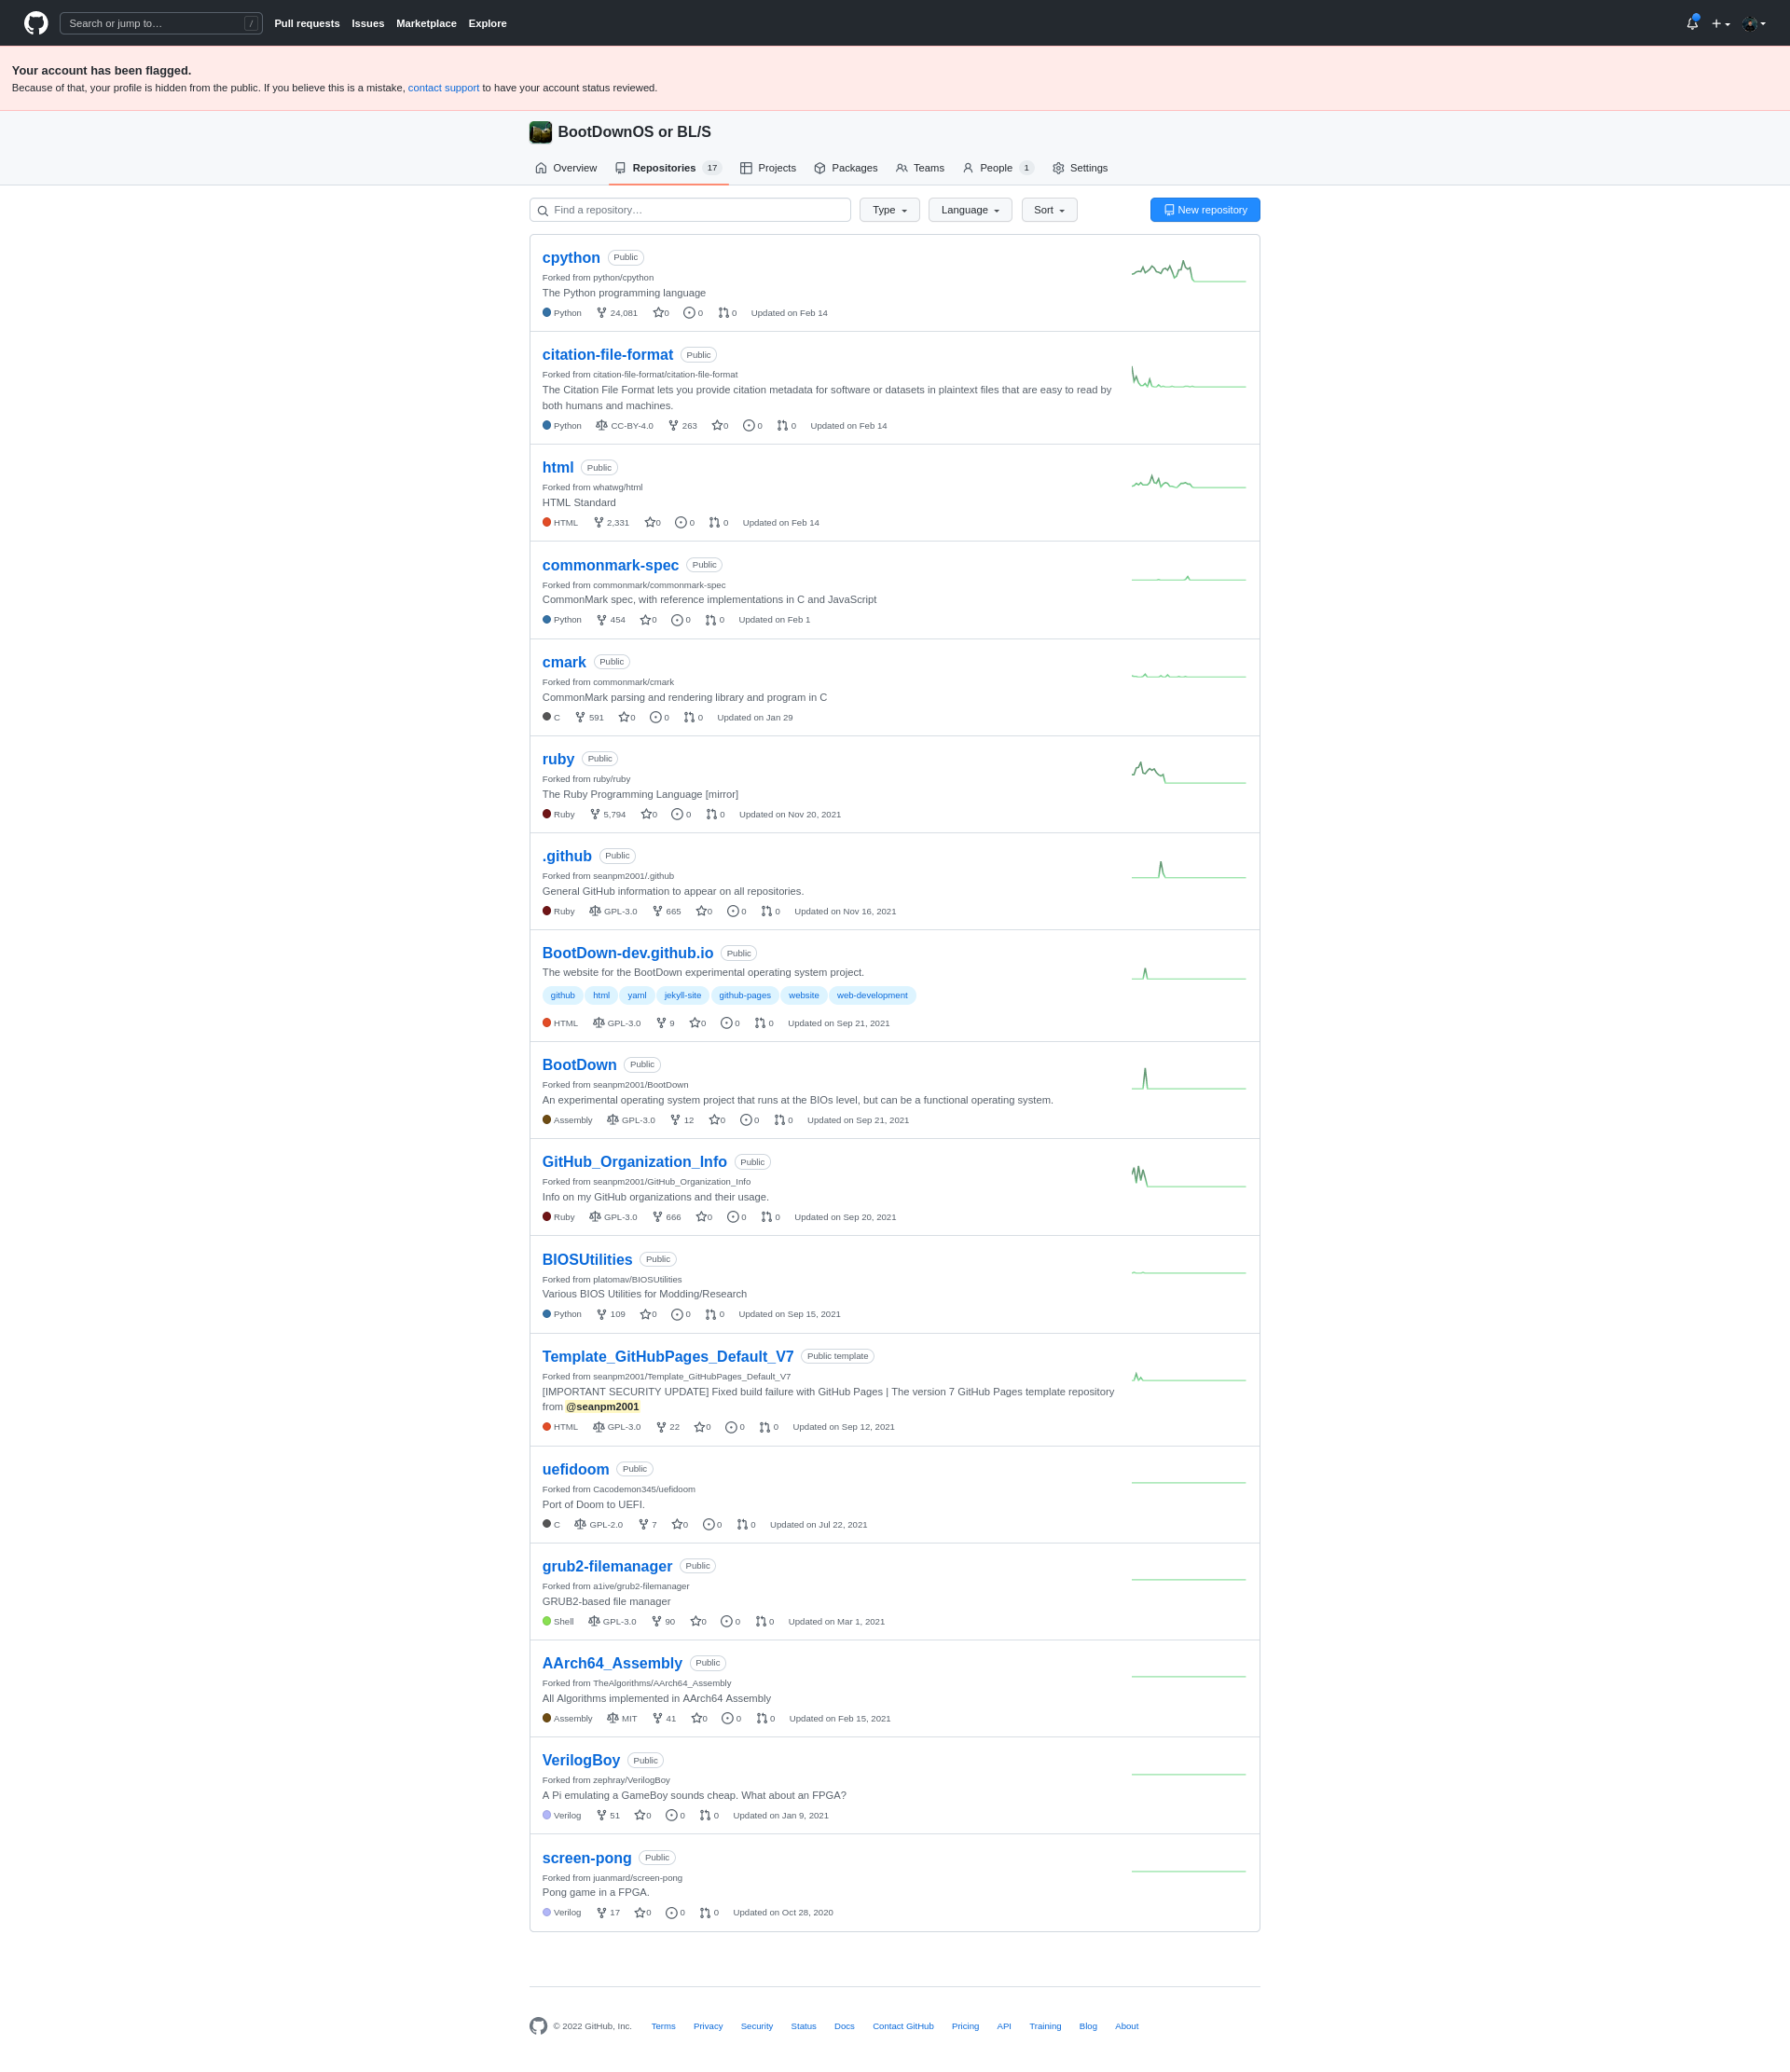 Search or jump to… /
Pull requests Issues Marketplace Explore
Your account has been flagged.
Because of that, your profile is hidden from the public. If you believe this is a mistake, contact support to have your account status reviewed.
BootDownOS or BL/S
Overview Repositories 17 Projects Packages Teams People 1 Settings
Find a repository… Type Language Sort New repository
cpython Public
Forked from python/cpython
The Python programming language
Python 24,081 0 0 0 Updated on Feb 14
citation-file-format Public
Forked from citation-file-format/citation-file-format
The Citation File Format lets you provide citation metadata for software or datasets in plaintext files that are easy to read by
both humans and machines.
Python CC-BY-4.0 263 0 0 0 Updated on Feb 14
html Public
Forked from whatwg/html
HTML Standard
HTML 2,331 0 0 0 Updated on Feb 14
commonmark-spec Public
Forked from commonmark/commonmark-spec
CommonMark spec, with reference implementations in C and JavaScript
Python 454 0 0 0 Updated on Feb 1
cmark Public
Forked from commonmark/cmark
CommonMark parsing and rendering library and program in C
C 591 0 0 0 Updated on Jan 29
ruby Public
Forked from ruby/ruby
The Ruby Programming Language [mirror]
Ruby 5,794 0 0 0 Updated on Nov 20, 2021
.github Public
Forked from seanpm2001/.github
General GitHub information to appear on all repositories.
Ruby GPL-3.0 665 0 0 0 Updated on Nov 16, 2021
BootDown-dev.github.io Public
The website for the BootDown experimental operating system project.
github html yaml jekyll-site github-pages website web-development
HTML GPL-3.0 9 0 0 0 Updated on Sep 21, 2021
BootDown Public
Forked from seanpm2001/BootDown
An experimental operating system project that runs at the BIOs level, but can be a functional operating system.
Assembly GPL-3.0 12 0 0 0 Updated on Sep 21, 2021
GitHub_Organization_Info Public
Forked from seanpm2001/GitHub_Organization_Info
Info on my GitHub organizations and their usage.
Ruby GPL-3.0 666 0 0 0 Updated on Sep 20, 2021
BIOSUtilities Public
Forked from platomav/BIOSUtilities
Various BIOS Utilities for Modding/Research
Python 109 0 0 0 Updated on Sep 15, 2021
Template_GitHubPages_Default_V7 Public template
Forked from seanpm2001/Template_GitHubPages_Default_V7
[IMPORTANT SECURITY UPDATE] Fixed build failure with GitHub Pages | The version 7 GitHub Pages template repository
from @seanpm2001
HTML GPL-3.0 22 0 0 0 Updated on Sep 12, 2021
uefidoom Public
Forked from Cacodemon345/uefidoom
Port of Doom to UEFI.
C GPL-2.0 7 0 0 0 Updated on Jul 22, 2021
grub2-filemanager Public
Forked from a1ive/grub2-filemanager
GRUB2-based file manager
Shell GPL-3.0 90 0 0 0 Updated on Mar 1, 2021
AArch64_Assembly Public
Forked from TheAlgorithms/AArch64_Assembly
All Algorithms implemented in AArch64 Assembly
Assembly MIT 41 0 0 0 Updated on Feb 15, 2021
VerilogBoy Public
Forked from zephray/VerilogBoy
A Pi emulating a GameBoy sounds cheap. What about an FPGA?
Verilog 51 0 0 0 Updated on Jan 9, 2021
screen-pong Public
Forked from juanmard/screen-pong
Pong game in a FPGA.
Verilog 17 0 0 0 Updated on Oct 28, 2020
© 2022 GitHub, Inc. Terms Privacy Security Status Docs Contact GitHub Pricing API Training Blog About